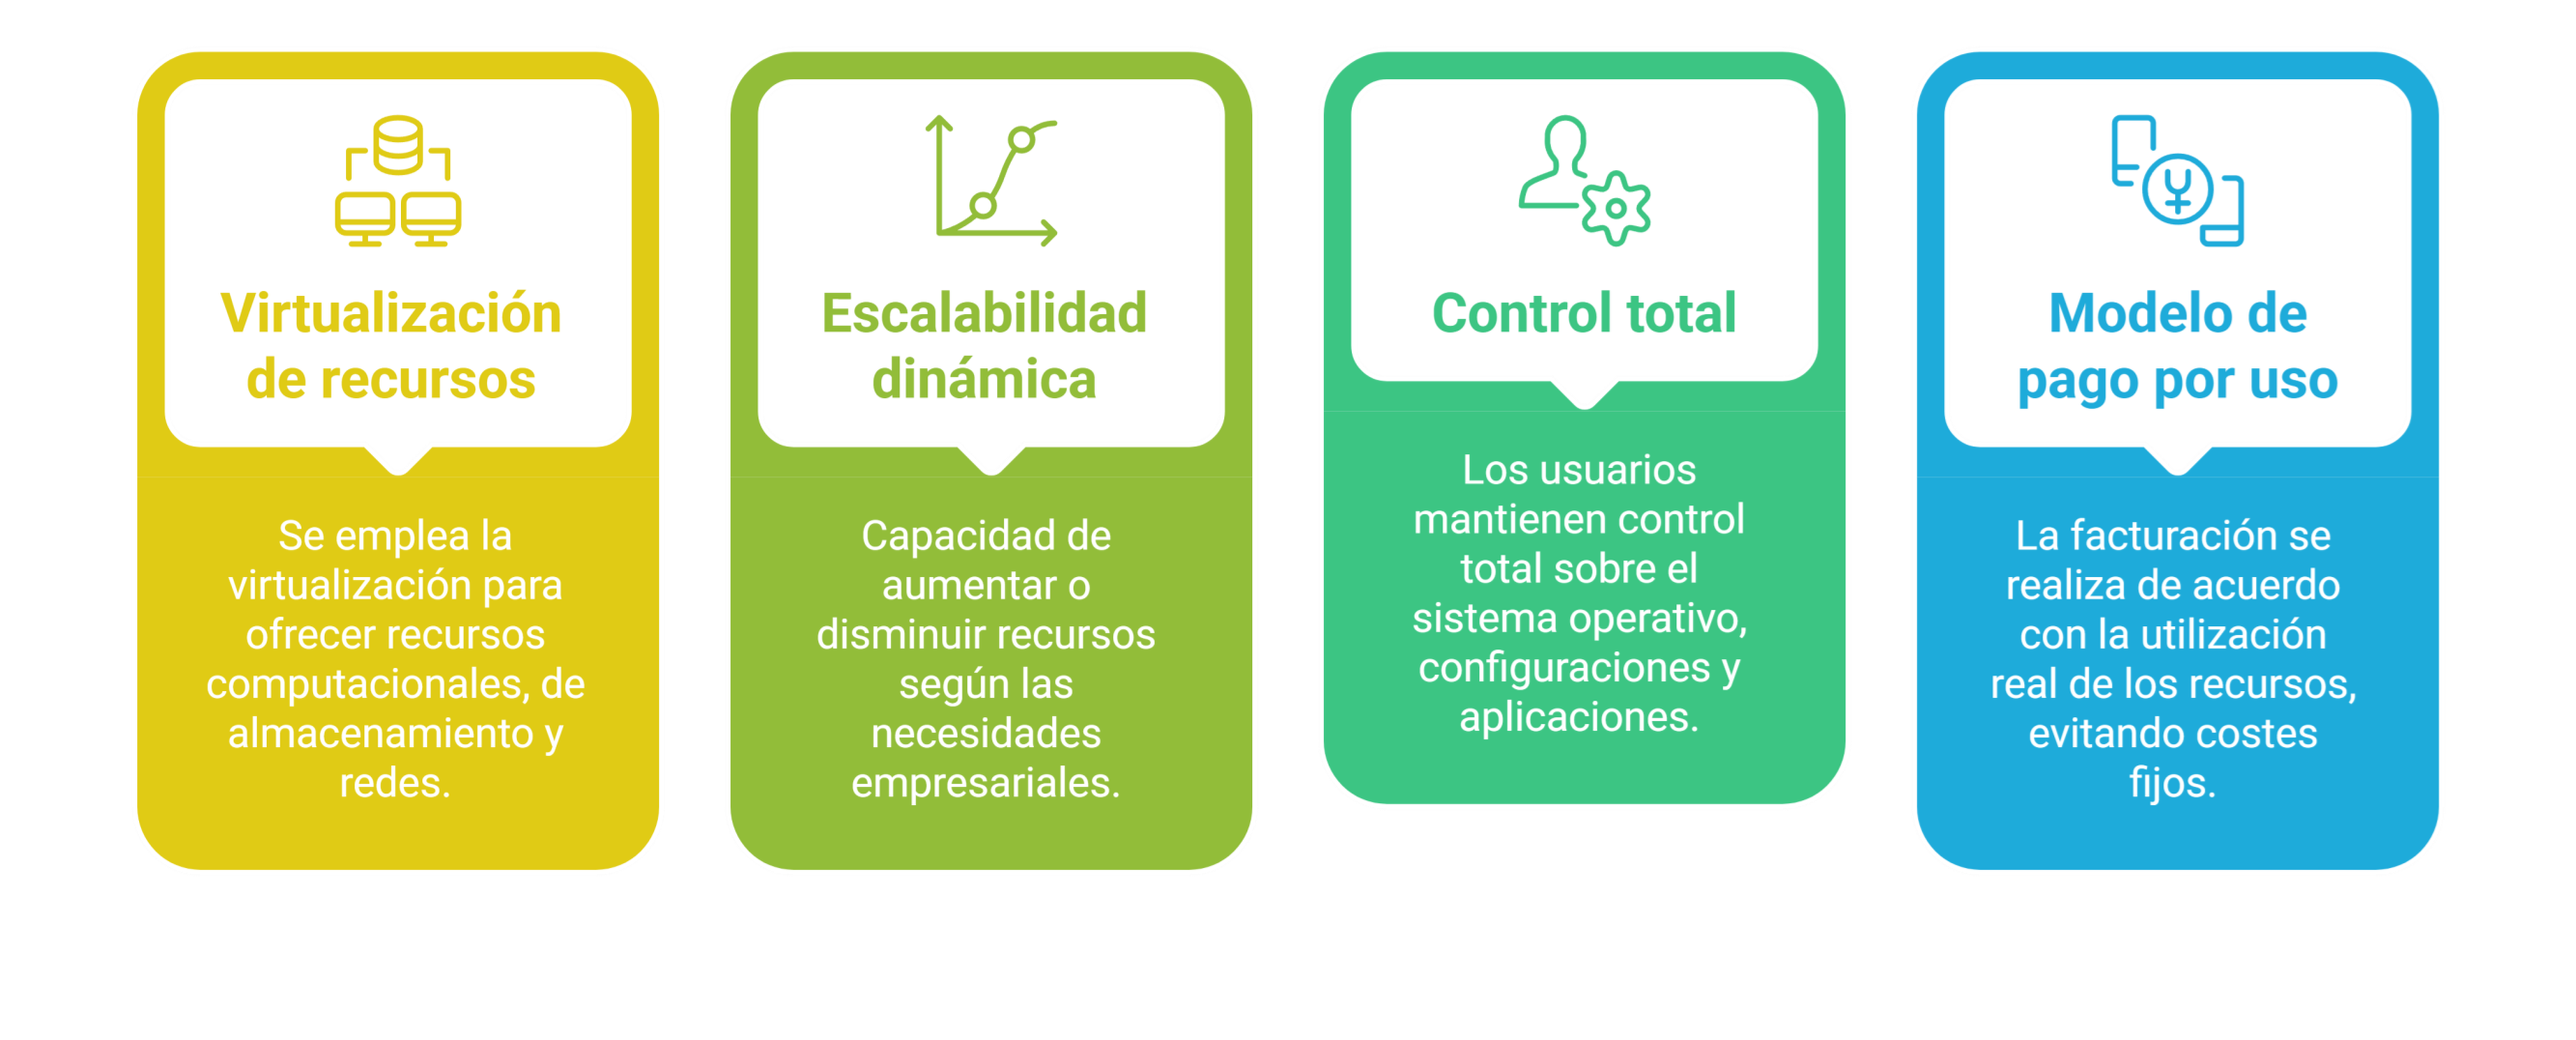 Virtualización
de recursos
Se emplea la
virtualización para
ofrecer recursos
computacionales, de
almacenamiento y
redes.
Escalabilidad
dinámica
Capacidad de
aumentar o
disminuir recursos
según las
necesidades
empresariales.
Control total
Los usuarios
mantienen control
total sobre el
sistema operativo,
configuraciones y
aplicaciones.
Modelo de
pago por uso
La facturación se
realiza de acuerdo
con la utilización
real de los recursos,
evitando costes
fijos.